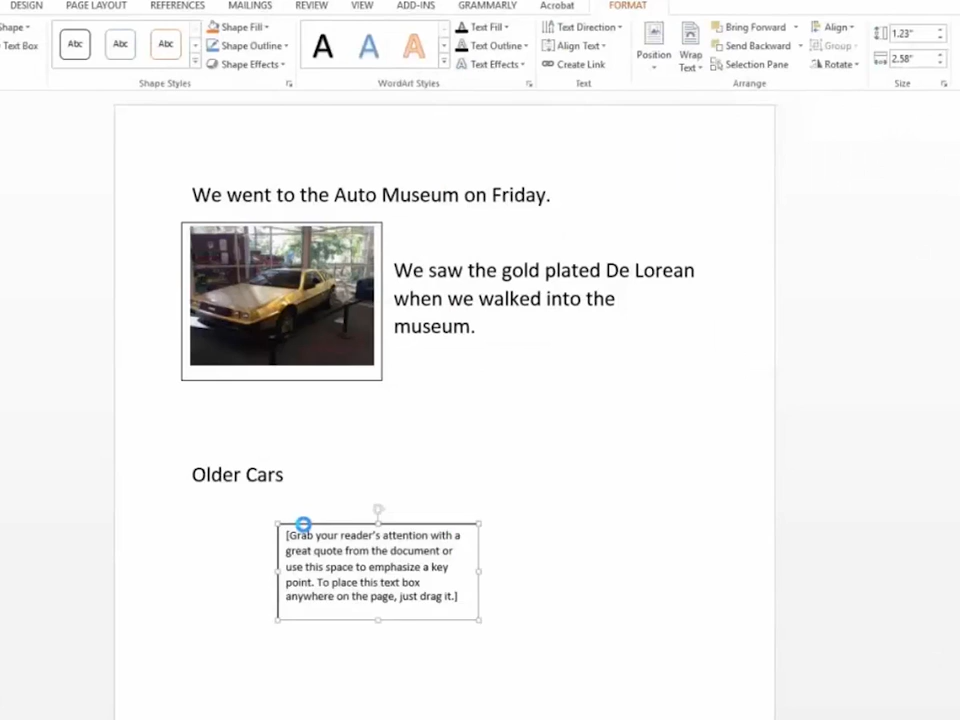 DESIGN PAGE LAYOUT REFERENCES MAILINGS REVIEW VIEW ADD-INS GRAMMARLY Acrobat FORMAT
Shape
Text Box
Abc Abc Abc
Shape Fill
Shape Outline
Shape Effects
Shape Styles
A A A
Text Fill
Text Outline
Text Effects
WordArt Styles
Text Direction
Align Text
Create Link
Text
Position
Wrap
Text
Bring Forward
Send Backward
Selection Pane
Align
Group
Rotate
Arrange
1.23"
2.58"
Size
We went to the Auto Museum on Friday.
We saw the gold plated De Lorean
when we walked into the
museum.
Older Cars
[Grab your reader's attention with a
great quote from the document or
use this space to emphasize a key
point. To place this text box
anywhere on the page, just drag it.]